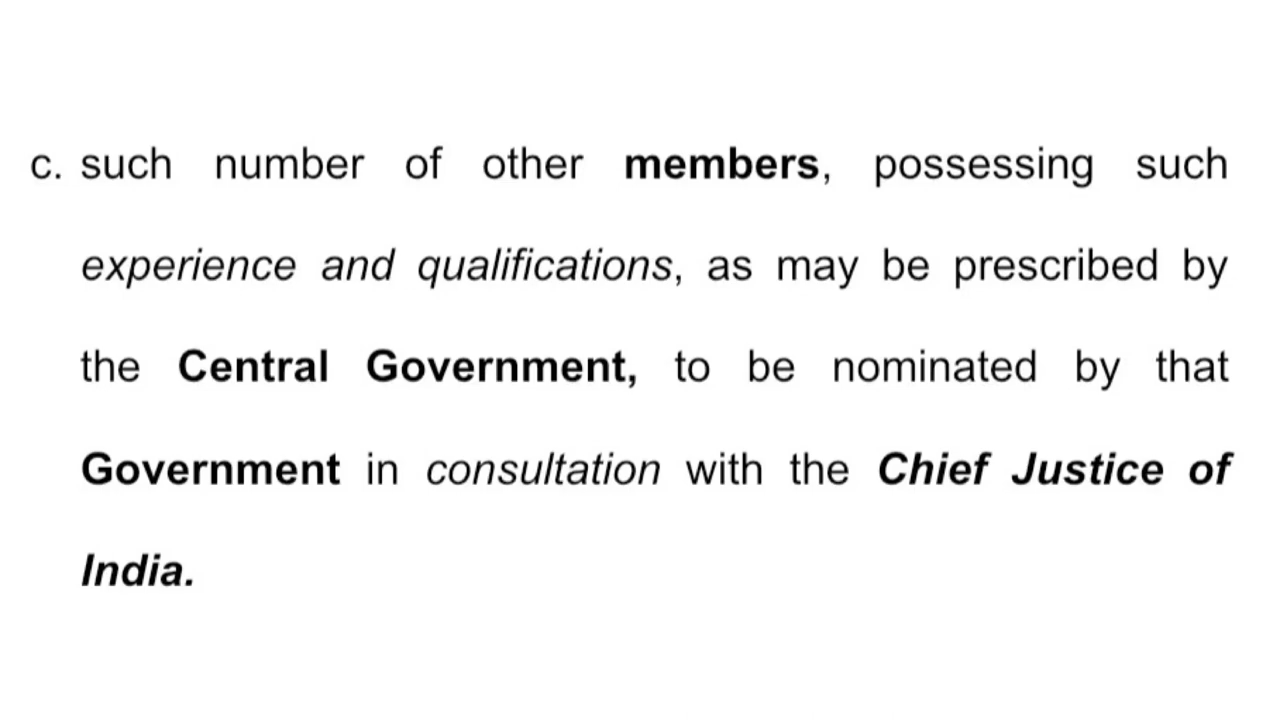 c. such number of other members, possessing such
experience and qualifications, as may be prescribed by
the Central Government, to be nominated by that
Government in consultation with the Chief Justice of
India.